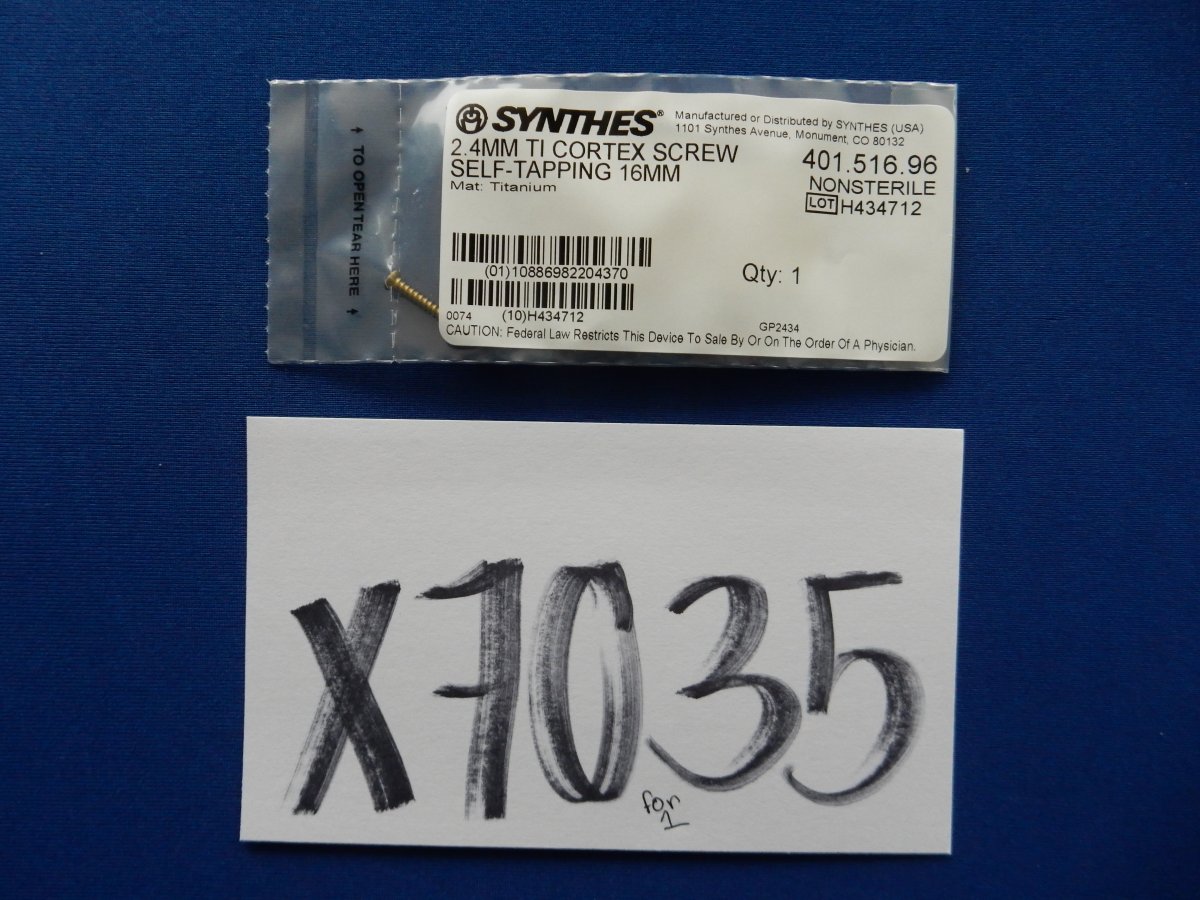 ↑ TO OPEN TEAR HERE ↑
SYNTHES®
Manufactured or Distributed by SYNTHES (USA)
1101 Synthes Avenue, Monument, CO 80132
2.4MM TI CORTEX SCREW
SELF-TAPPING 16MM
Mat: Titanium
401.516.96
NONSTERILE
LOT H434712
(01)10886982204370
Qty: 1
(10)H434712
0074
GP2434
CAUTION: Federal Law Restricts This Device To Sale By Or On The Order Of A Physician.
X7035
for
1